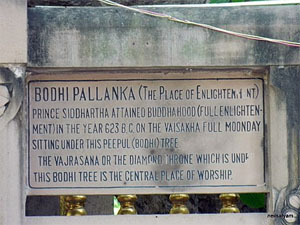 BODHI PALLANKA (THE PLACE OF ENLIGHTENMENT)
PRINCE SIDDHARTHA ATTAINED BUDDHAHOOD (FULL ENLIGHTEN-
MENT) IN THE YEAR 623 B.C. ON THE VAISAKHA FULL MOONDAY
SITTING UNDER THIS PEEPUL (BODHI) TREE
THE VAJRASANA OR THE DIAMOND THRONE WHICH IS UNDE
THIS BODHI TREE IS THE CENTRAL PLACE OF WORSHIP.